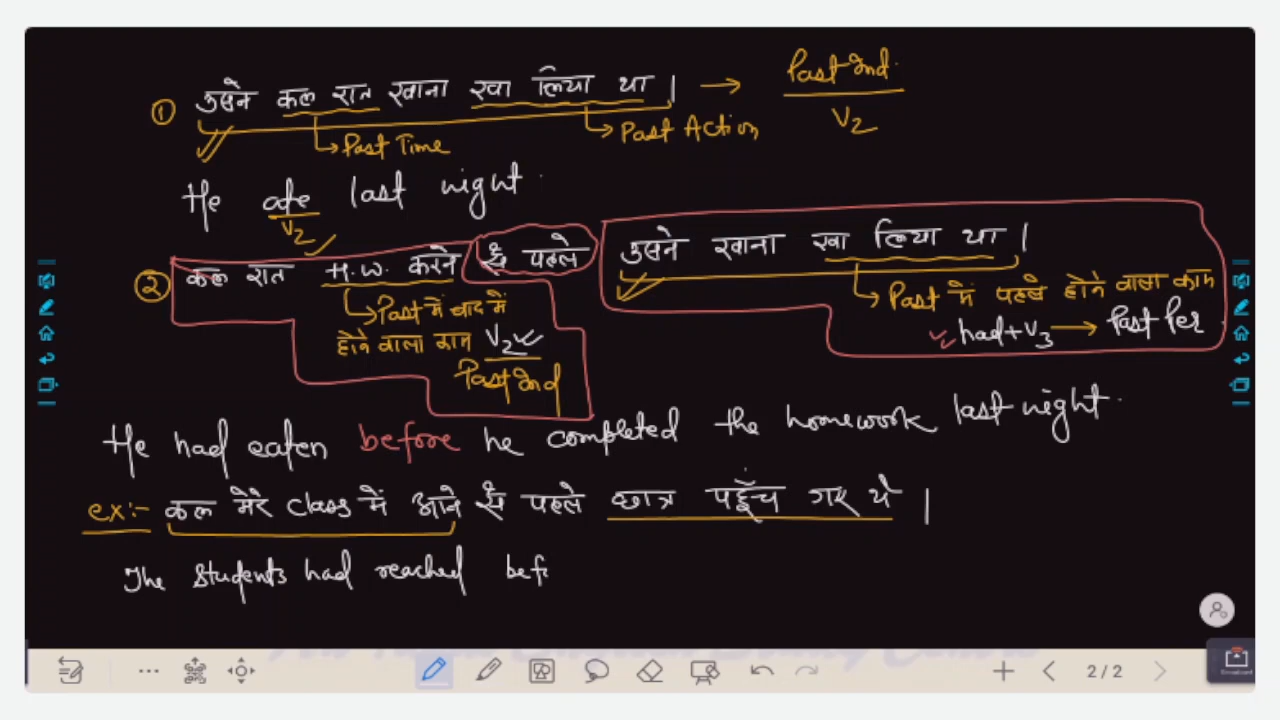 ① उसने कल रात खाना खा लिया था। → Past Ind.
V2
Past Time
Past Action
He ate last night.
V2
② कल रात H.W. करने से पहले उसने खाना खा लिया था।
Past में बाद में
होने वाला काम V2
Past Ind
Past में पहले होने वाला काम
had+V3 → Past Per
He had eaten before he completed the homework last night.
ex:- कल मेरे class में आने से पहले छात्र पहुँच गए थे।
The students had reached bef
2/2